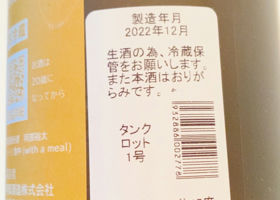 製造年月
2022年12月
生酒の為、冷蔵保
管をお願いします。
また本酒はおりが
らみです。
タンク
ロット
1号
お酒は
20歳に
なってから
(with a meal)
造株式会社